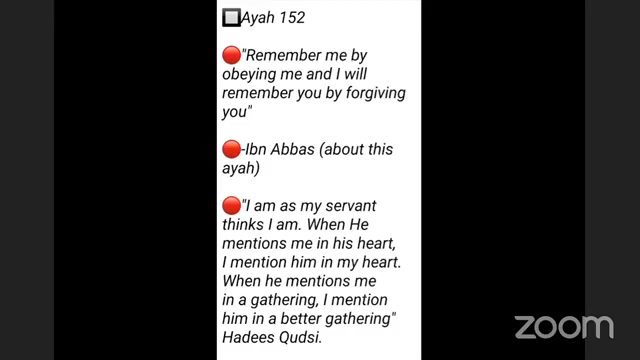 🔲Ayah 152
🔴"Remember me by
obeying me and I will
remember you by forgiving
you"
🔴-Ibn Abbas (about this
ayah)
🔴"I am as my servant
thinks I am. When He
mentions me in his heart,
I mention him in my heart.
When he mentions me
in a gathering, I mention
him in a better gathering"
Hadees Qudsi.
zoom